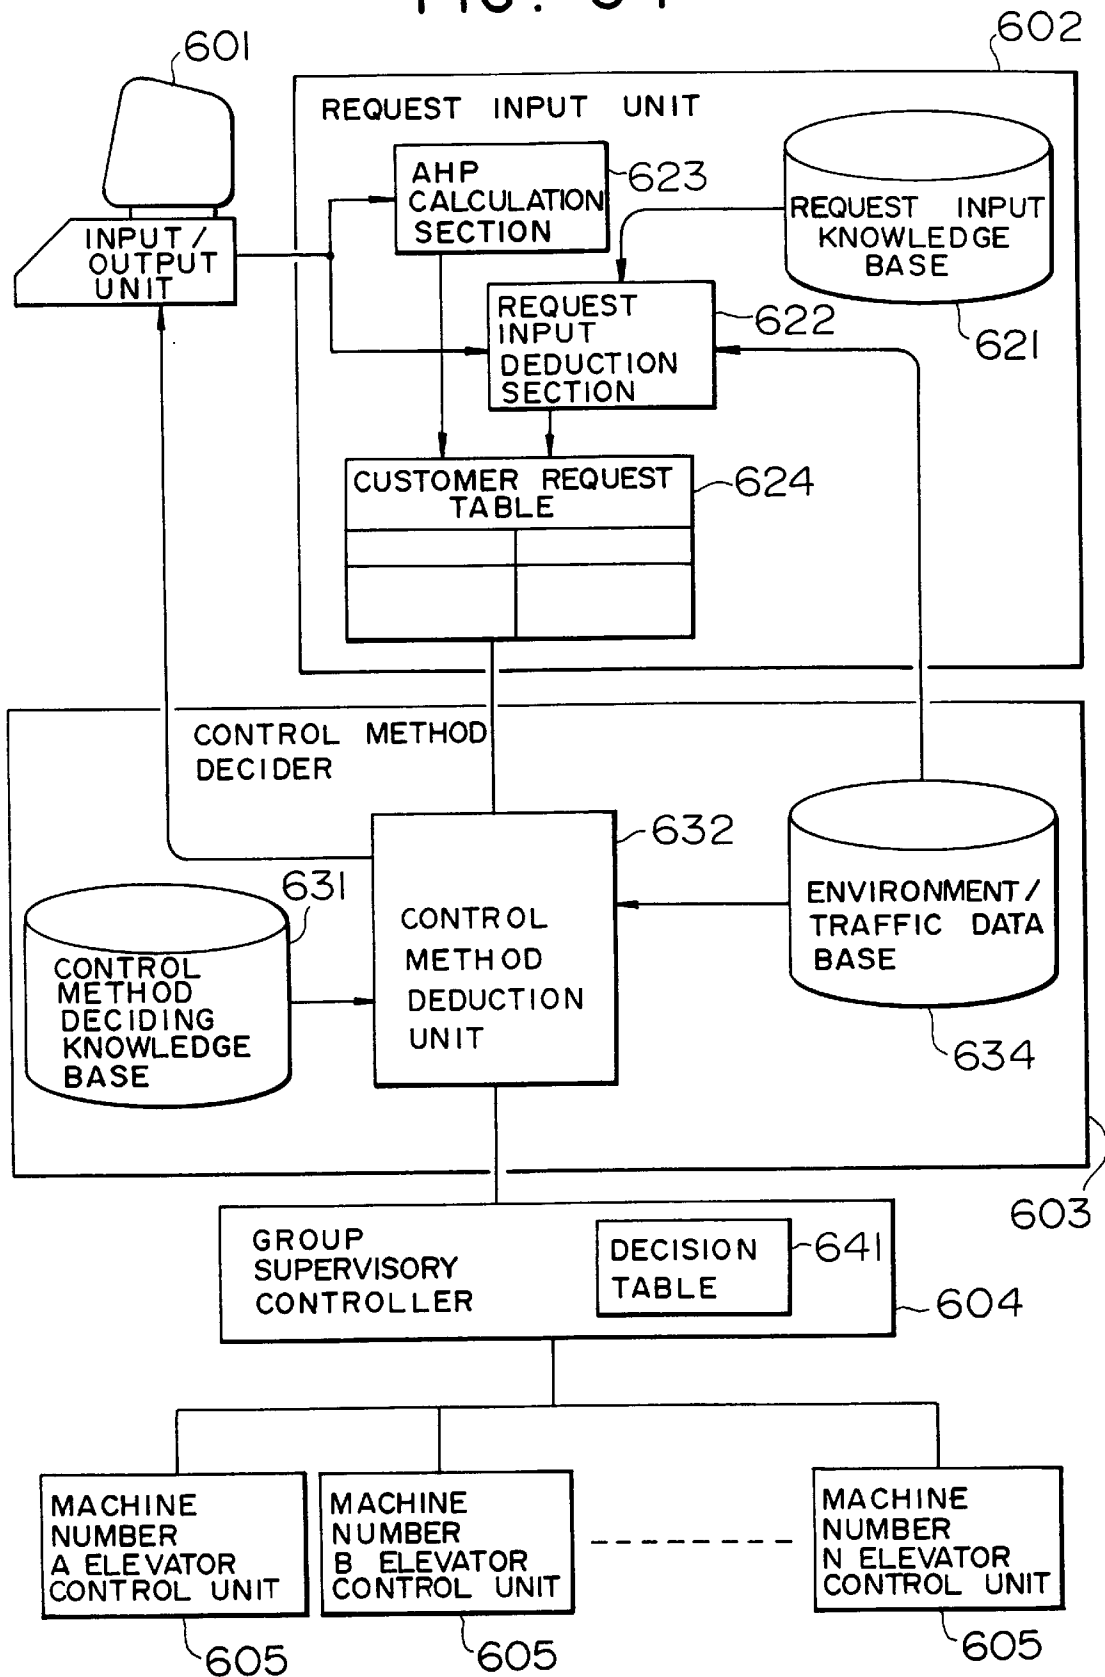 601
602
REQUEST INPUT UNIT
AHP
CALCULATION
SECTION
623
REQUEST INPUT
KNOWLEDGE
BASE
621
INPUT/
OUTPUT
UNIT
REQUEST
INPUT
DEDUCTION
SECTION
622
CUSTOMER REQUEST
TABLE
624
CONTROL METHOD
DECIDER
632
631
CONTROL
METHOD
DEDUCTION
UNIT
ENVIRONMENT/
TRAFFIC DATA
BASE
634
CONTROL
METHOD
DECIDING
KNOWLEDGE
BASE
603
GROUP
SUPERVISORY
CONTROLLER
DECISION
TABLE
641
604
MACHINE
NUMBER
A ELEVATOR
CONTROL UNIT
605
MACHINE
NUMBER
B ELEVATOR
CONTROL UNIT
605
MACHINE
NUMBER
N ELEVATOR
CONTROL UNIT
605